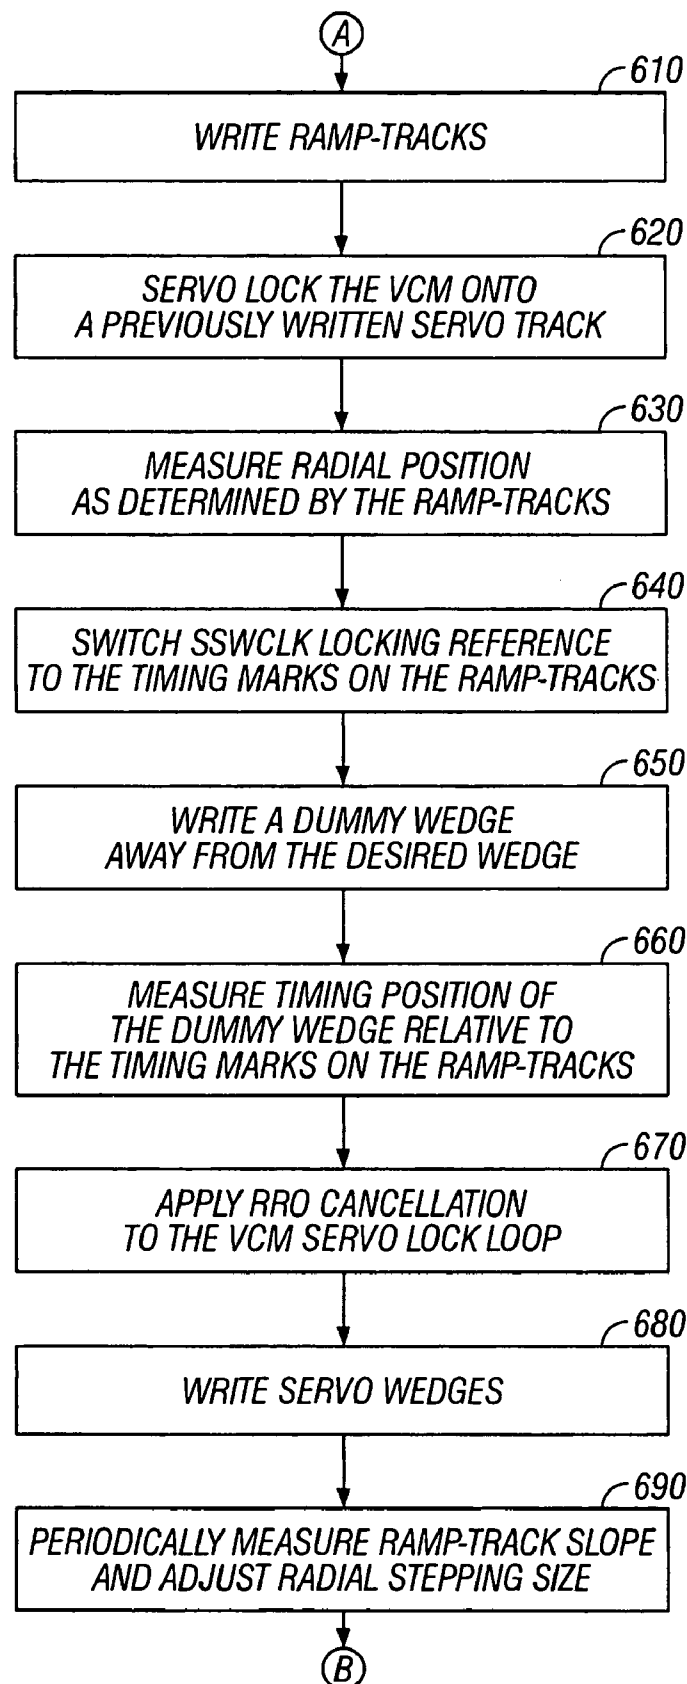 A
610
WRITE RAMP-TRACKS
620
SERVO LOCK THE VCM ONTO
A PREVIOUSLY WRITTEN SERVO TRACK
630
MEASURE RADIAL POSITION
AS DETERMINED BY THE RAMP-TRACKS
640
SWITCH SSWCLK LOCKING REFERENCE
TO THE TIMING MARKS ON THE RAMP-TRACKS
650
WRITE A DUMMY WEDGE
AWAY FROM THE DESIRED WEDGE
660
MEASURE TIMING POSITION OF
THE DUMMY WEDGE RELATIVE TO
THE TIMING MARKS ON THE RAMP-TRACKS
670
APPLY RRO CANCELLATION
TO THE VCM SERVO LOCK LOOP
680
WRITE SERVO WEDGES
690
PERIODICALLY MEASURE RAMP-TRACK SLOPE
AND ADJUST RADIAL STEPPING SIZE
B